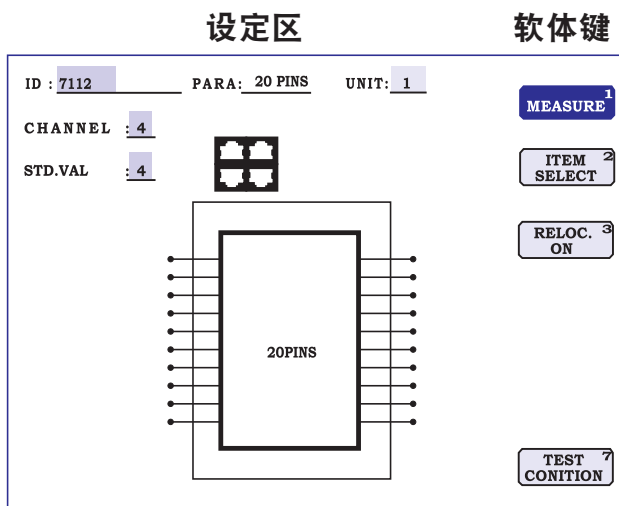 设定区 软体键
ID : 7112 PARA: 20 PINS UNIT: 1
MEASURE 1
CHANNEL : 4
ITEM 2
SELECT
STD.VAL : 4
RELOC. 3
ON
20PINS
TEST 7
CONITION